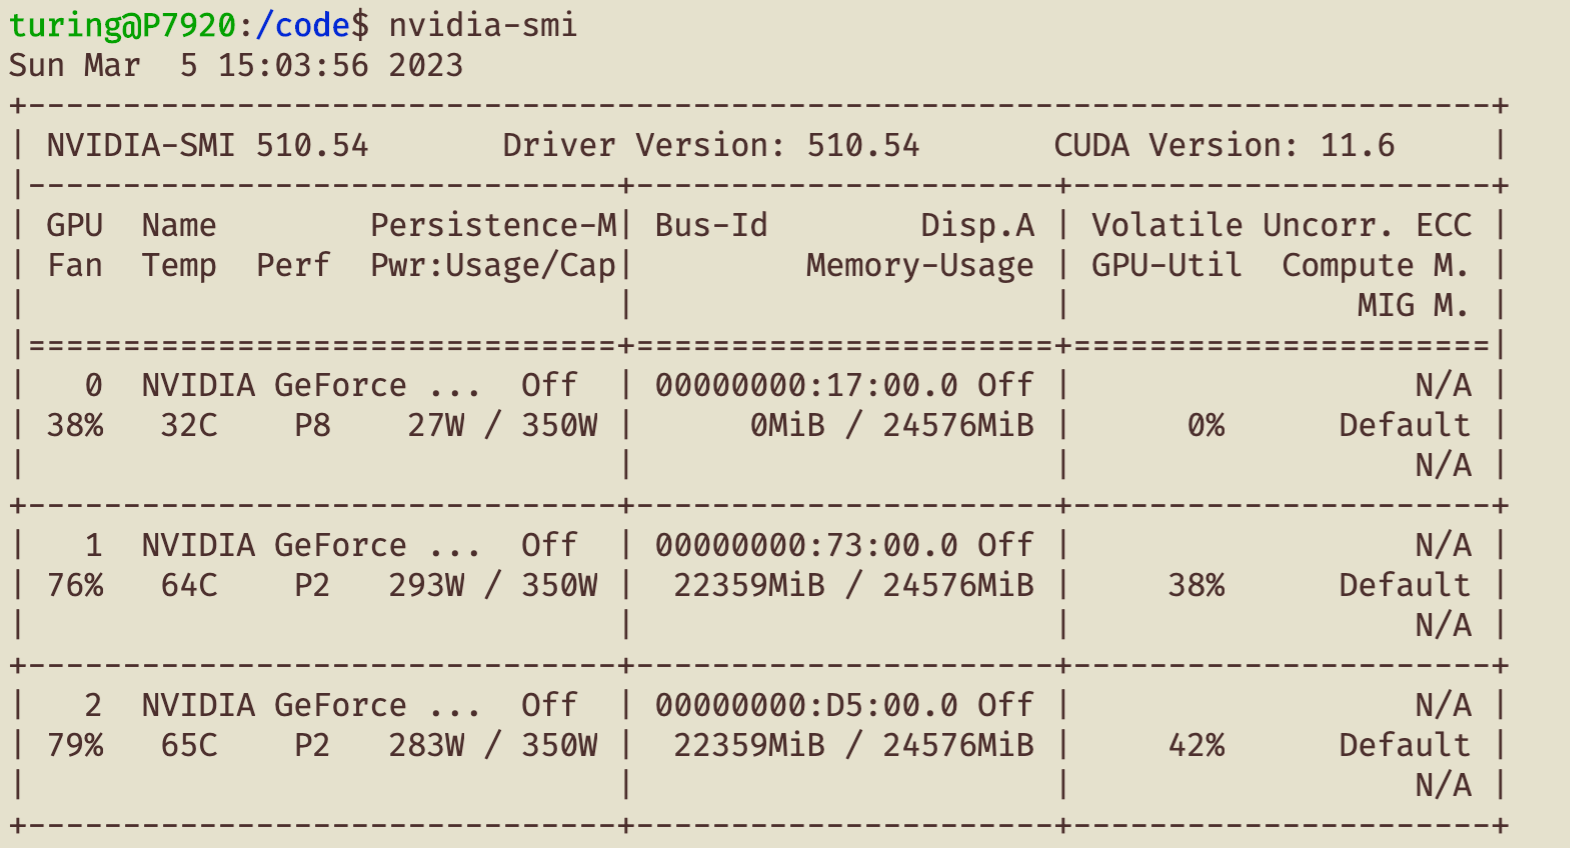 turing@P7920:/code$ nvidia-smi
Sun Mar  5 15:03:56 2023
+-----------------------------------------------------------------------------+
| NVIDIA-SMI 510.54       Driver Version: 510.54       CUDA Version: 11.6     |
|-------------------------------+----------------------+----------------------+
| GPU  Name        Persistence-M| Bus-Id        Disp.A | Volatile Uncorr. ECC |
| Fan  Temp  Perf  Pwr:Usage/Cap|         Memory-Usage | GPU-Util  Compute M. |
|                               |                      |               MIG M. |
|===============================+======================+======================|
|   0  NVIDIA GeForce ...  Off  | 00000000:17:00.0 Off |                  N/A |
| 38%   32C    P8    27W / 350W |      0MiB / 24576MiB |      0%      Default |
|                               |                      |                  N/A |
+-------------------------------+----------------------+----------------------+
|   1  NVIDIA GeForce ...  Off  | 00000000:73:00.0 Off |                  N/A |
| 76%   64C    P2   293W / 350W |  22359MiB / 24576MiB |     38%      Default |
|                               |                      |                  N/A |
+-------------------------------+----------------------+----------------------+
|   2  NVIDIA GeForce ...  Off  | 00000000:D5:00.0 Off |                  N/A |
| 79%   65C    P2   283W / 350W |  22359MiB / 24576MiB |     42%      Default |
|                               |                      |                  N/A |
+-------------------------------+----------------------+----------------------+